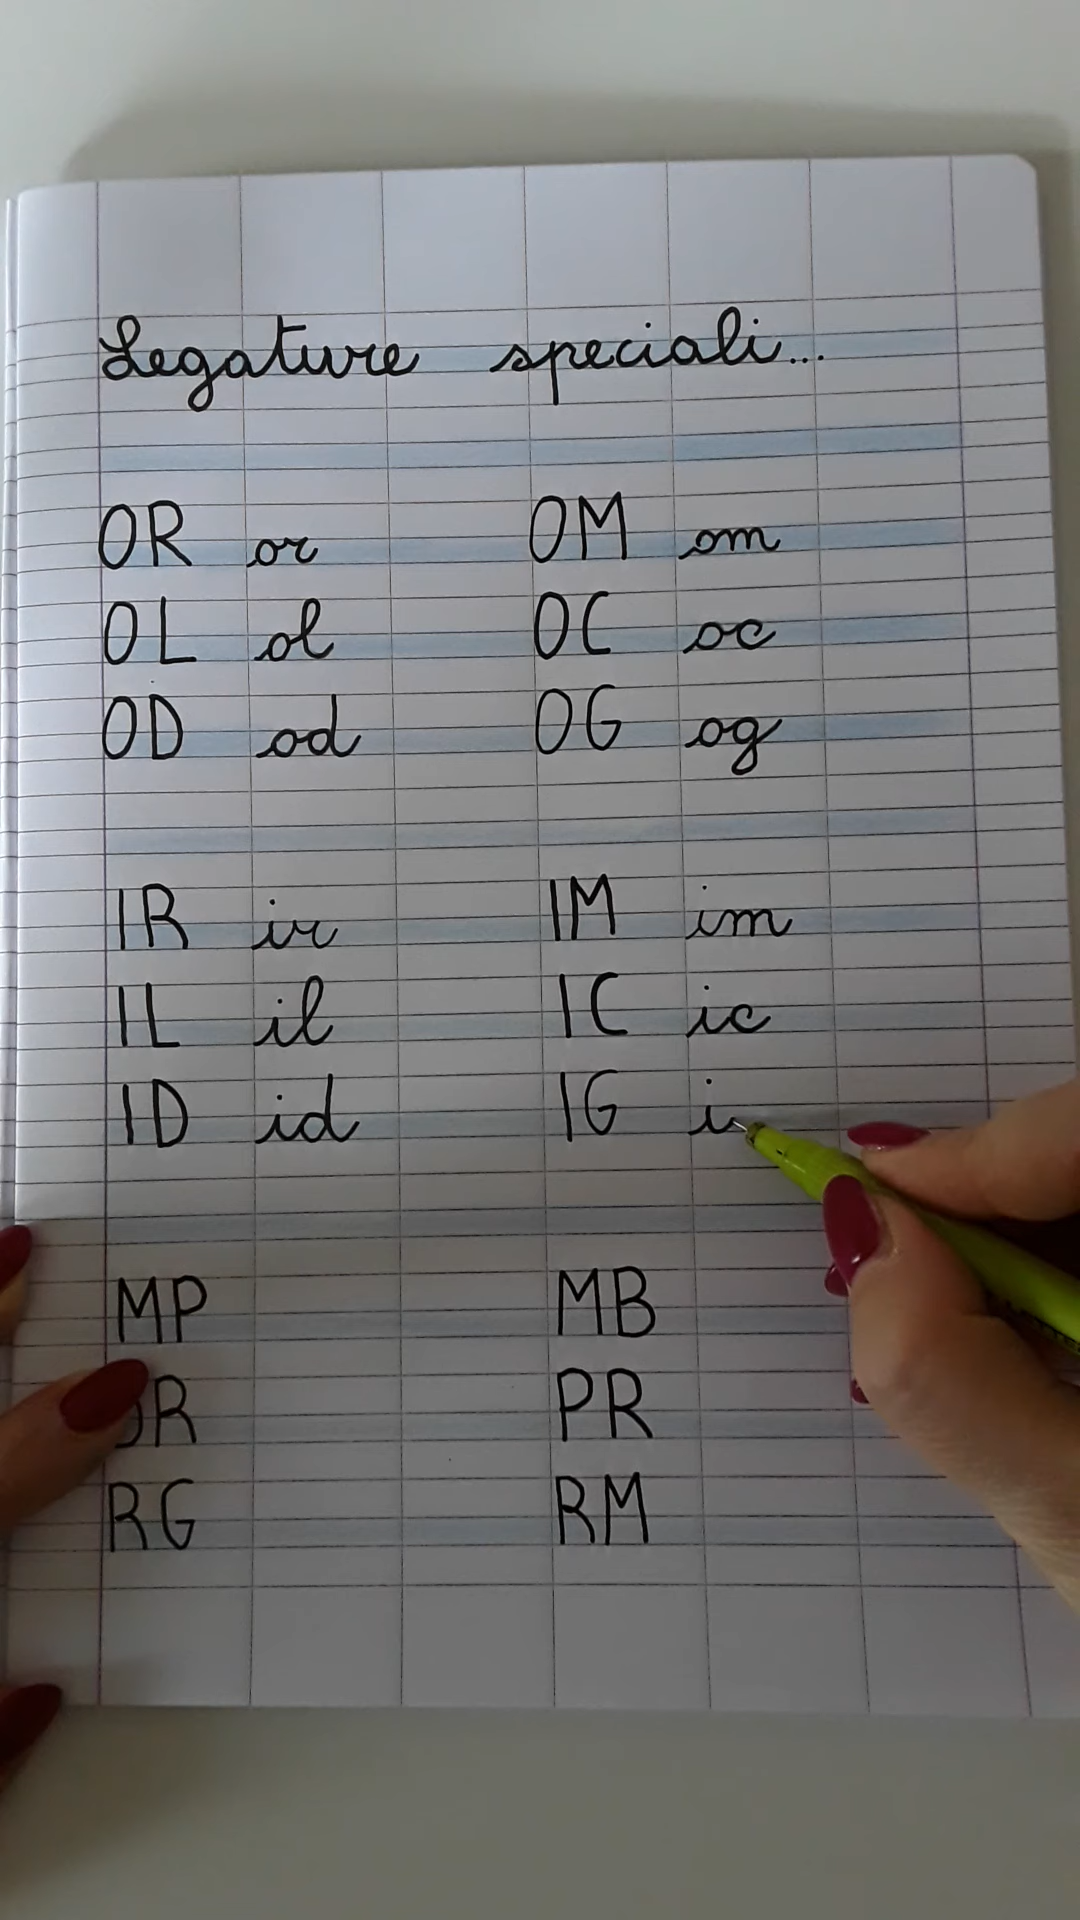 Legature speciali...
OR or OM om
OL ol OC oc
OD od OG og
IR ir IM im
IL il IC ic
ID id IG i
MP MB
R PR
RG RM